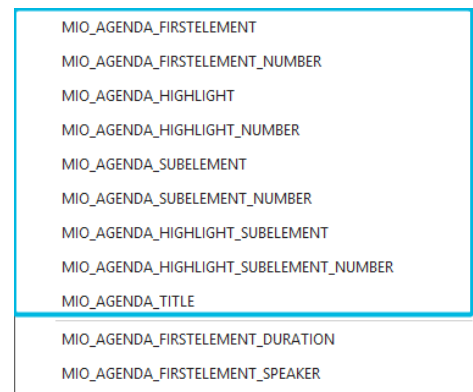 MIO_AGENDA_FIRSTELEMENT
MIO_AGENDA_FIRSTELEMENT_NUMBER
MIO_AGENDA_HIGHLIGHT
MIO_AGENDA_HIGHLIGHT_NUMBER
MIO_AGENDA_SUBELEMENT
MIO_AGENDA_SUBELEMENT_NUMBER
MIO_AGENDA_HIGHLIGHT_SUBELEMENT
MIO_AGENDA_HIGHLIGHT_SUBELEMENT_NUMBER
MIO_AGENDA_TITLE
MIO_AGENDA_FIRSTELEMENT_DURATION
MIO_AGENDA_FIRSTELEMENT_SPEAKER